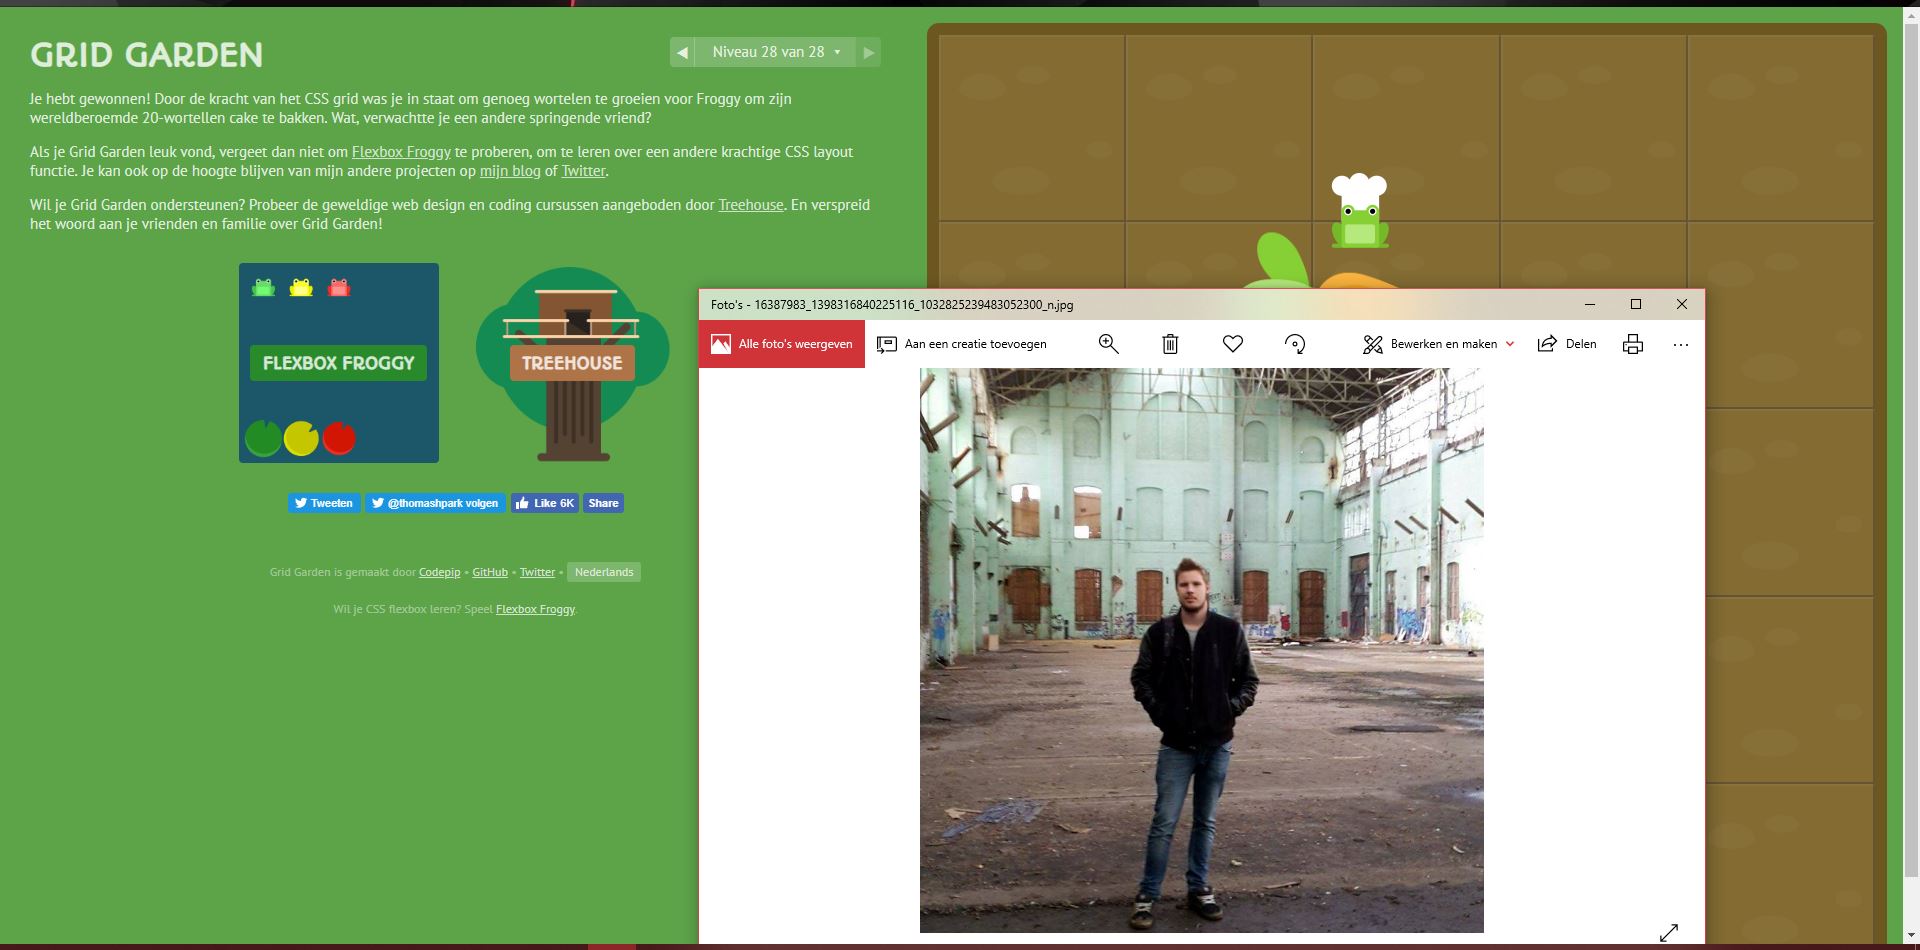 GRID GARDEN
Niveau 28 van 28
Je hebt gewonnen! Door de kracht van het CSS grid was je in staat om genoeg wortelen te groeien voor Froggy om zijn
wereldberoemde 20-wortellen cake te bakken. Wat, verwachtte je een andere springende vriend?
Als je Grid Garden leuk vond, vergeet dan niet om Flexbox Froggy te proberen, om te leren over een andere krachtige CSS layout
functie. Je kan ook op de hoogte blijven van mijn andere projecten op mijn blog of Twitter.
Wil je Grid Garden ondersteunen? Probeer de geweldige web design en coding cursussen aangeboden door Treehouse. En verspreid
het woord aan je vrienden en familie over Grid Garden!
FLEXBOX FROGGY
TREEHOUSE
Tweeten
@thomashpark volgen
Like 6K
Share
Grid Garden is gemaakt door Codepip • GitHub • Twitter • Nederlands
Wil je CSS flexbox leren? Speel Flexbox Froggy.
Foto's - 16387983_1398316840225116_1032825239483052300_n.jpg
Alle foto's weergeven
Aan een creatie toevoegen
Bewerken en maken
Delen